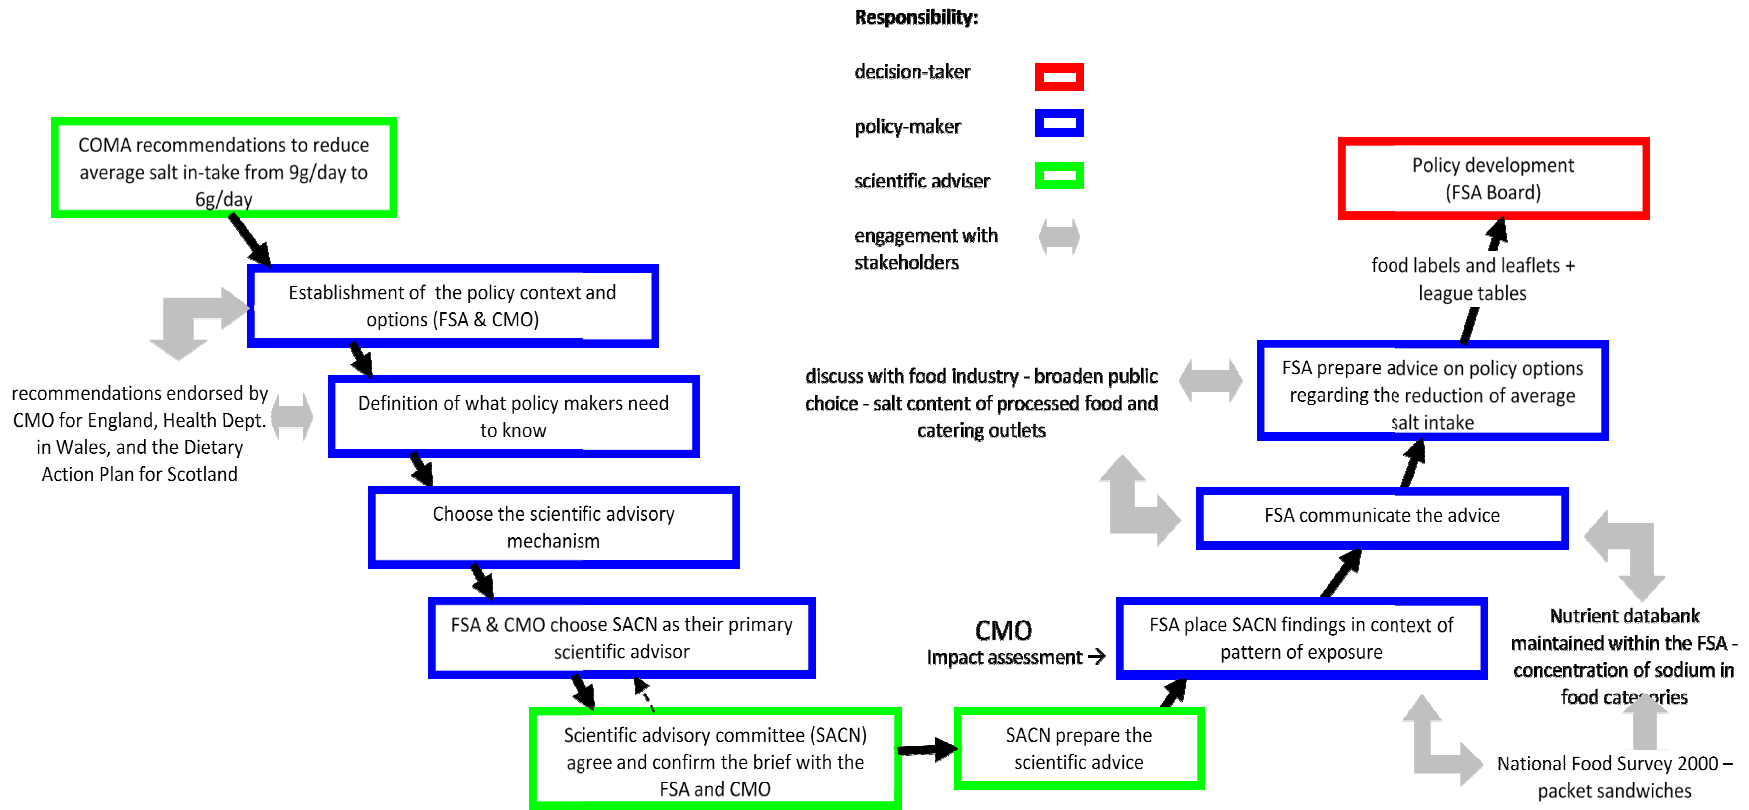 Responsibility:
decision-taker
policy-maker
scientific adviser
engagement with
stakeholders
COMA recommendations to reduce
average salt in-take from 9g/day to
6g/day
Establishment of the policy context and
options (FSA & CMO)
recommendations endorsed by
CMO for England, Health Dept.
in Wales, and the Dietary
Action Plan for Scotland
Definition of what policy makers need
to know
Choose the scientific advisory
mechanism
FSA & CMO choose SACN as their primary
scientific advisor
Scientific advisory committee (SACN)
agree and confirm the brief with the
FSA and CMO
SACN prepare the
scientific advice
CMO
Impact assessment →
FSA place SACN findings in context of
pattern of exposure
National Food Survey 2000 –
packet sandwiches
Nutrient databank
maintained within the FSA -
concentration of sodium in
food categories
FSA communicate the advice
discuss with food industry - broaden public
choice - salt content of processed food and
catering outlets
FSA prepare advice on policy options
regarding the reduction of average
salt intake
food labels and leaflets +
league tables
Policy development
(FSA Board)